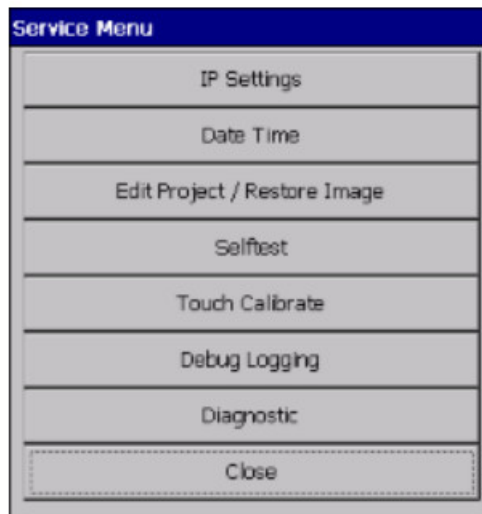 Service Menu
IP Settings
Date Time
Edit Project / Restore Image
Selftest
Touch Calibrate
Debug Logging
Diagnostic
Close